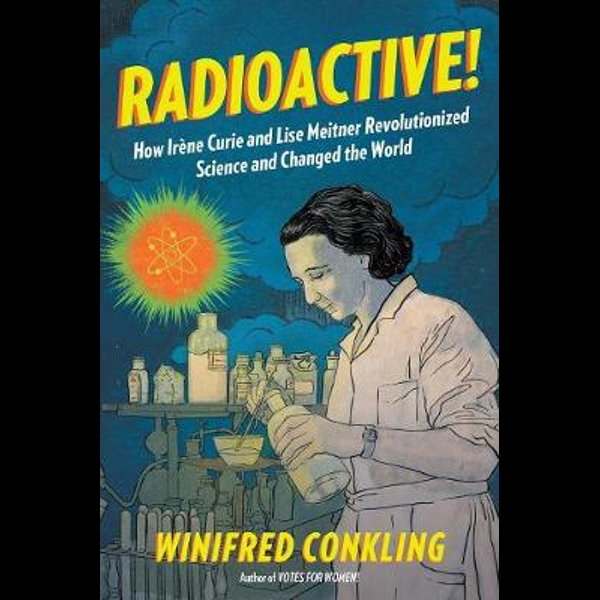 RADIOACTIVE!
How Irène Curie and Lise Meitner Revolutionized
Science and Changed the World
WINIFRED CONKLING
Author of VOTES FOR WOMEN!